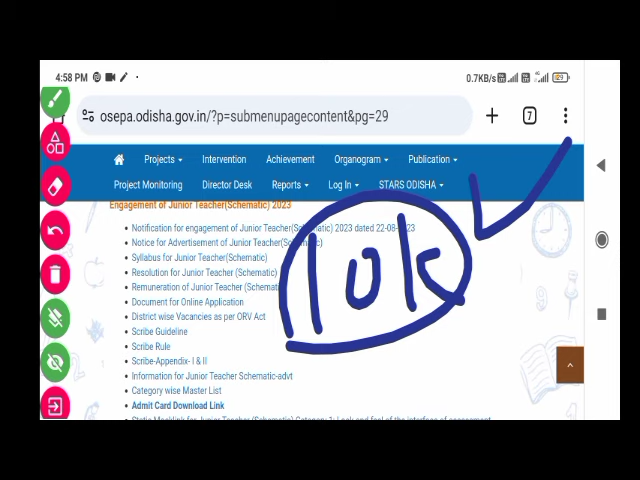 4:58 PM
0.7KB/s 29
osepa.odisha.gov.in/?p=submenupagecontent&pg=29
7
Projects Intervention Achievement Organogram Publication
Project Monitoring Director Desk Reports Log In STARS ODISHA
Engagement of Junior Teacher(Schematic) 2023
Notification for engagement of Junior Teacher(Schematic) 2023 dated 22-08-2023
Notice for Advertisement of Junior Teacher(Schematic)
Syllabus for Junior Teacher(Schematic)
Resolution for Junior Teacher (Schematic)
Remuneration of Junior Teacher (Schematic)
Document for Online Application
District wise Vacancies as per ORV Act
Scribe Guideline
Scribe Rule
Scribe-Appendix- I & II
Information for Junior Teacher Schematic-advt
Category wise Master List
Admit Card Download Link
10k